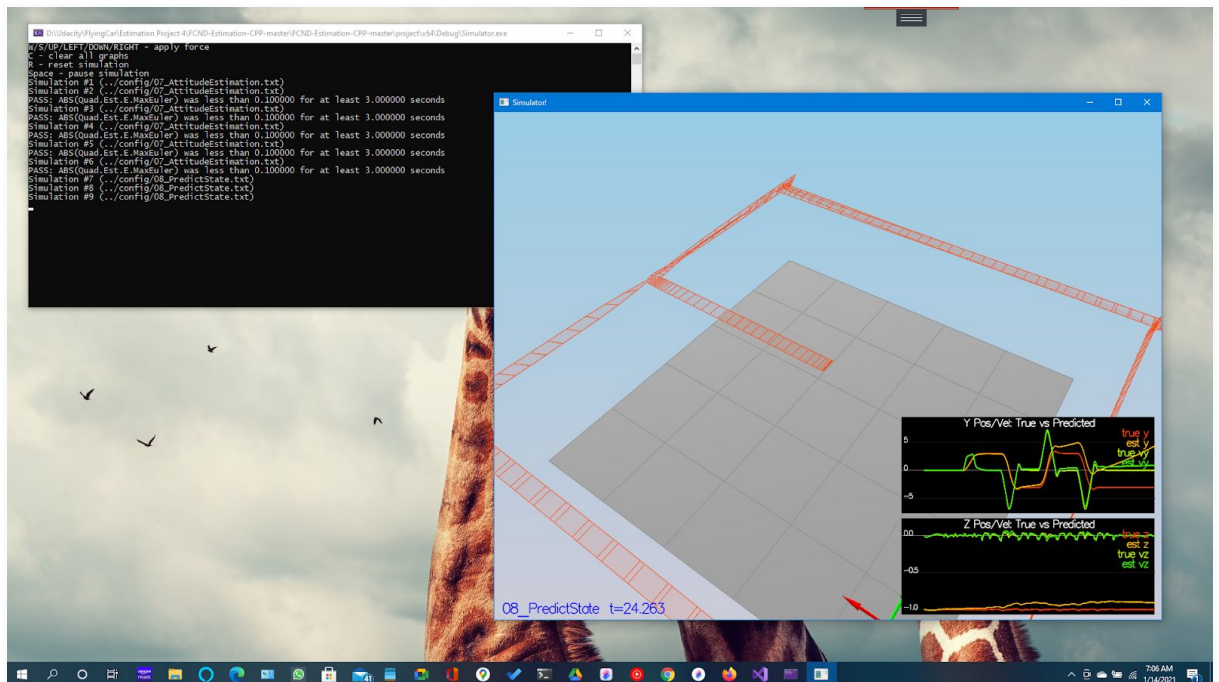 D:\Udacity\FlyingCar\Estimation Project 4\FCND-Estimation-CPP-master\FCND-Estimation-CPP-master\project\x64\Debug\Simulator.exe
W/S/UP/LEFT/DOWN/RIGHT - apply force
C - clear all graphs
R - reset simulation
Space - pause simulation
Simulation #1 (../config/07_AttitudeEstimation.txt)
Simulation #2 (../config/07_AttitudeEstimation.txt)
PASS: ABS(Quad.Est.E.MaxEuler) was less than 0.100000 for at least 3.000000 seconds
Simulation #3 (../config/07_AttitudeEstimation.txt)
PASS: ABS(Quad.Est.E.MaxEuler) was less than 0.100000 for at least 3.000000 seconds
Simulation #4 (../config/07_AttitudeEstimation.txt)
PASS: ABS(Quad.Est.E.MaxEuler) was less than 0.100000 for at least 3.000000 seconds
Simulation #5 (../config/07_AttitudeEstimation.txt)
PASS: ABS(Quad.Est.E.MaxEuler) was less than 0.100000 for at least 3.000000 seconds
Simulation #6 (../config/07_AttitudeEstimation.txt)
PASS: ABS(Quad.Est.E.MaxEuler) was less than 0.100000 for at least 3.000000 seconds
Simulation #7 (../config/08_PredictState.txt)
Simulation #8 (../config/08_PredictState.txt)
Simulation #9 (../config/08_PredictState.txt)
Simulator!
Y Pos/Vel: True vs Predicted
true y
est y
true vy
est vy
5
0
-5
Z Pos/Vel: True vs Predicted
true z
est z
true vz
est vz
0.0
-0.5
-1.0
08_PredictState t=24.263
amazon music
41
7:06 AM
1/14/2021